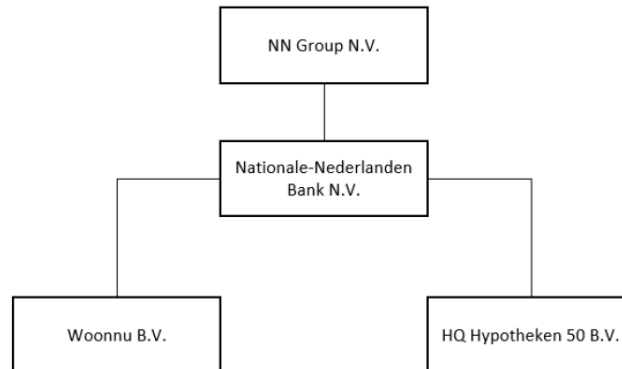 NN Group N.V.
Nationale-Nederlanden
Bank N.V.
Woonnu B.V.
HQ Hypotheken 50 B.V.